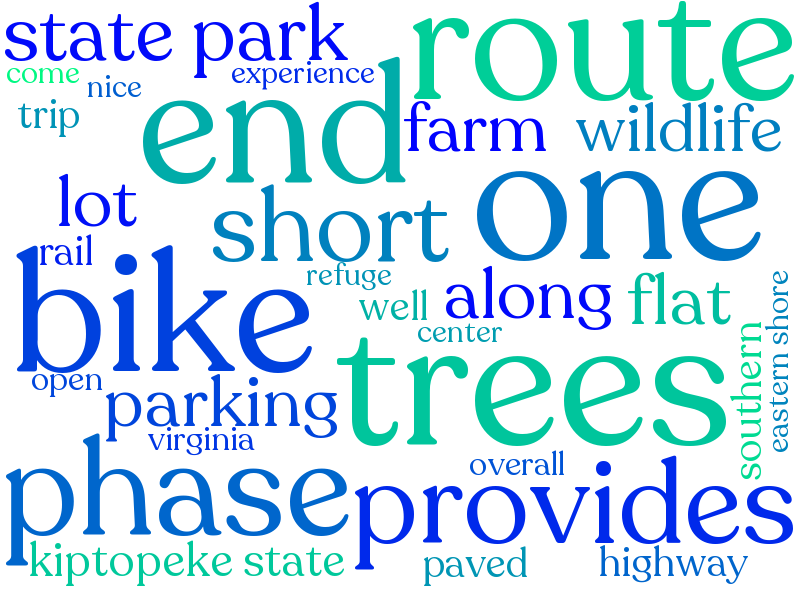 state park
route
come
nice
experience
trip
end
farm
wildlife
lot
short
one
rail
bike
refuge
well
along
flat
center
open
trees
parking
southern
eastern shore
virginia
phase
overall
provides
kiptopeke state
paved
highway